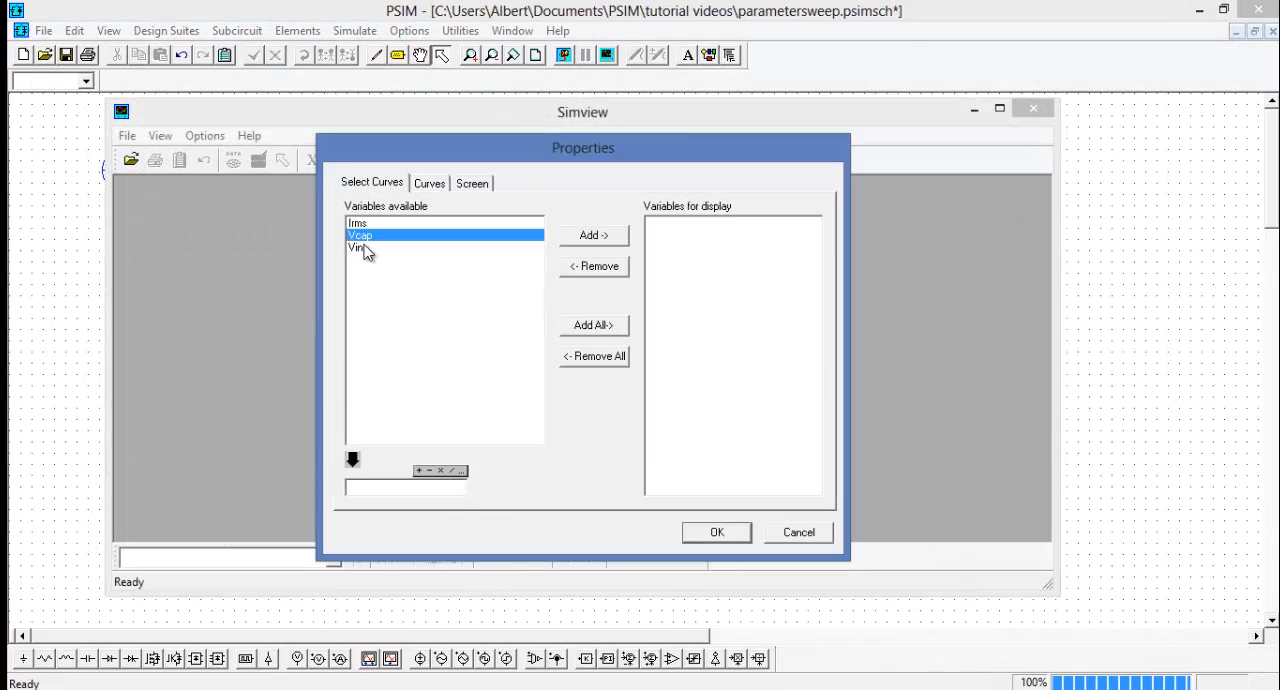 PSIM - [C:\Users\Albert\Documents\PSIM\tutorial videos\parametersweep.psimsch*]
File Edit View Design Suites Subcircuit Elements Simulate Options Utilities Window Help
A
Simview
File View Options Help
X
Properties
Select Curves Curves Screen
Variables available
Variables for display
Irms
Vcap
Vin
Add ->
<- Remove
Add All->
<- Remove All
+ - × / ...
OK Cancel
Ready
Ready
100%